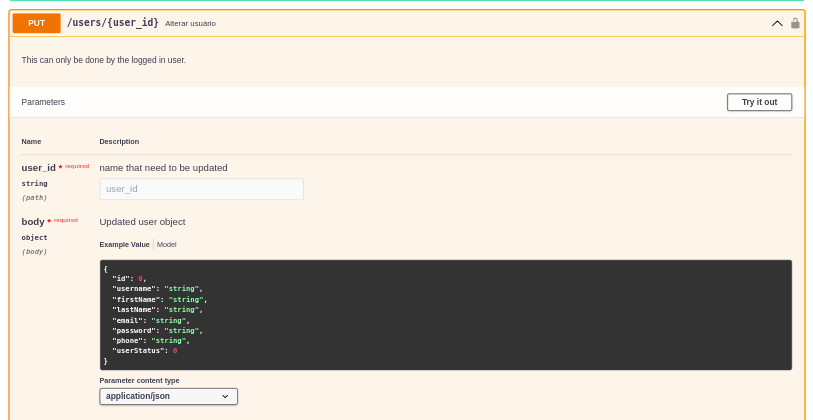 PUT /users/{user_id} Alterar usuário
This can only be done by the logged in user.
Parameters Try it out
Name Description
user_id * required name that need to be updated
string user_id
(path)
body * required Updated user object
object
(body) Example Value Model
{
"id": 0,
"username": "string",
"firstName": "string",
"lastName": "string",
"email": "string",
"password": "string",
"phone": "string",
"userStatus": 0
}
Parameter content type
application/json